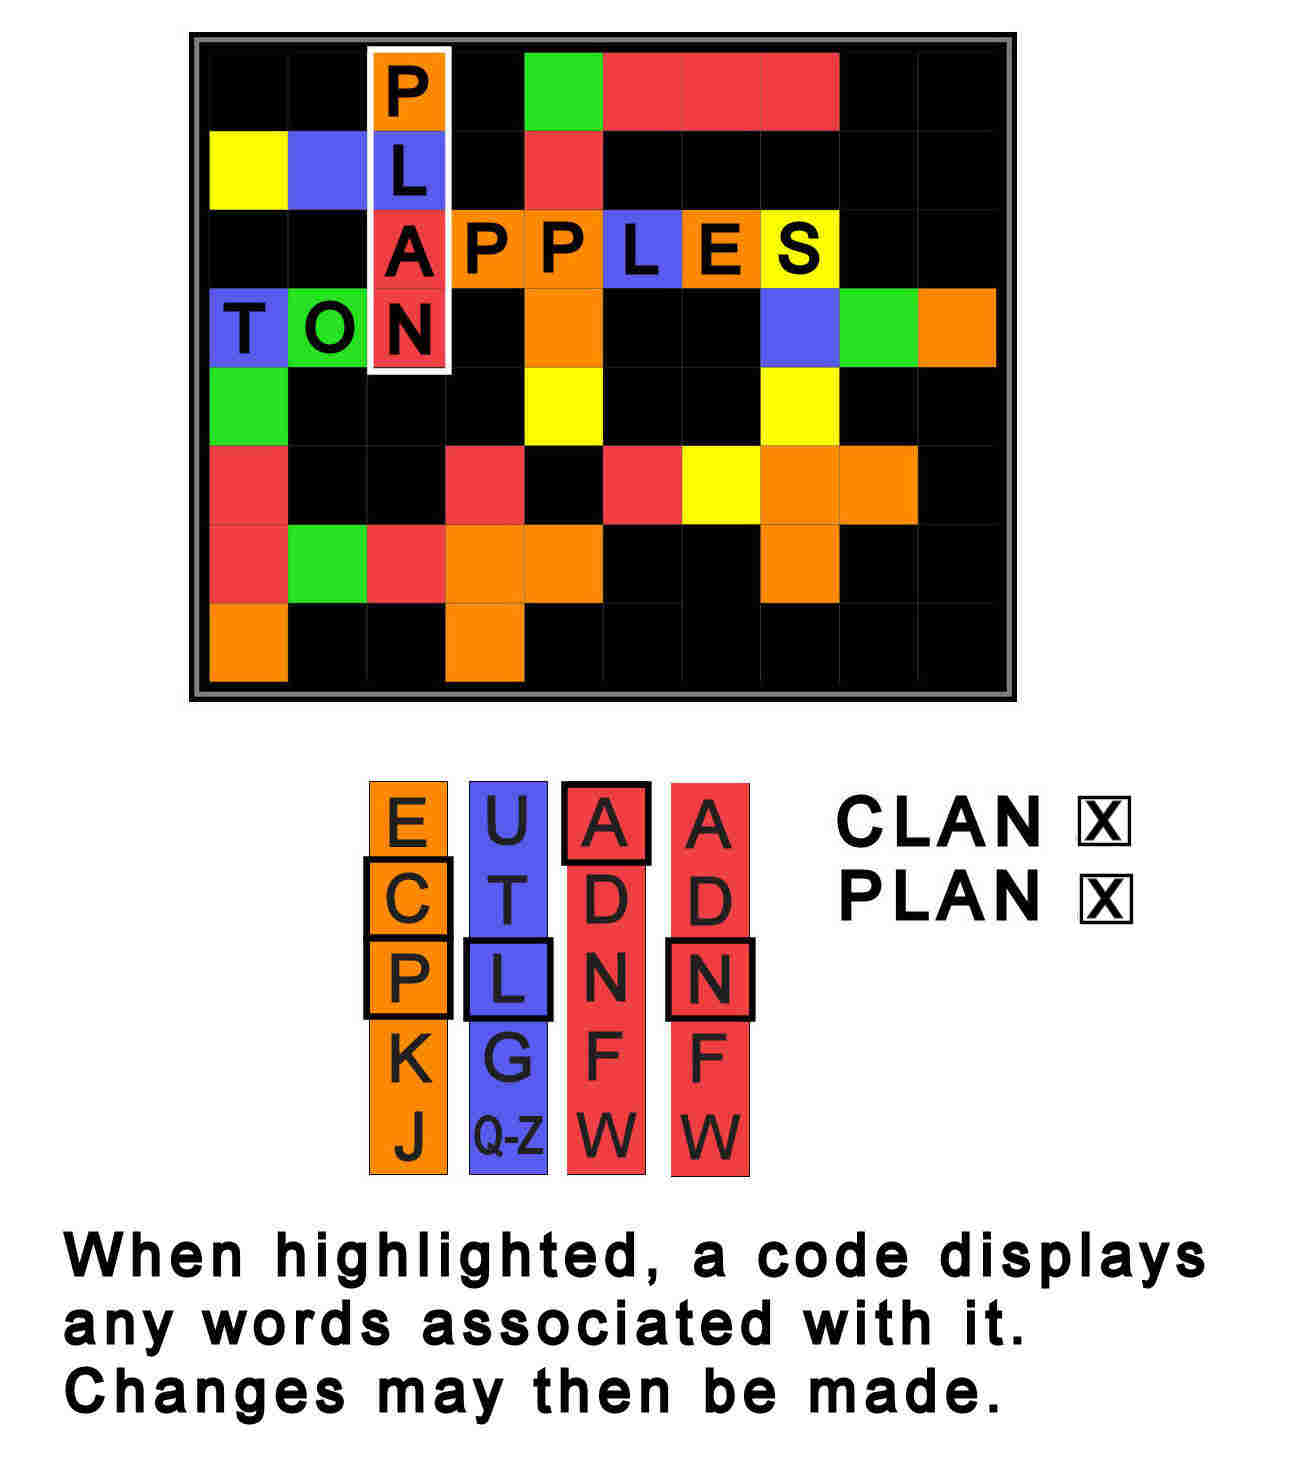 P
L
A P P L E S
T O N
E U A A
C T D D
P L N N
K G F F
J Q-Z W W
CLAN X
PLAN X
When highlighted, a code displays
any words associated with it.
Changes may then be made.